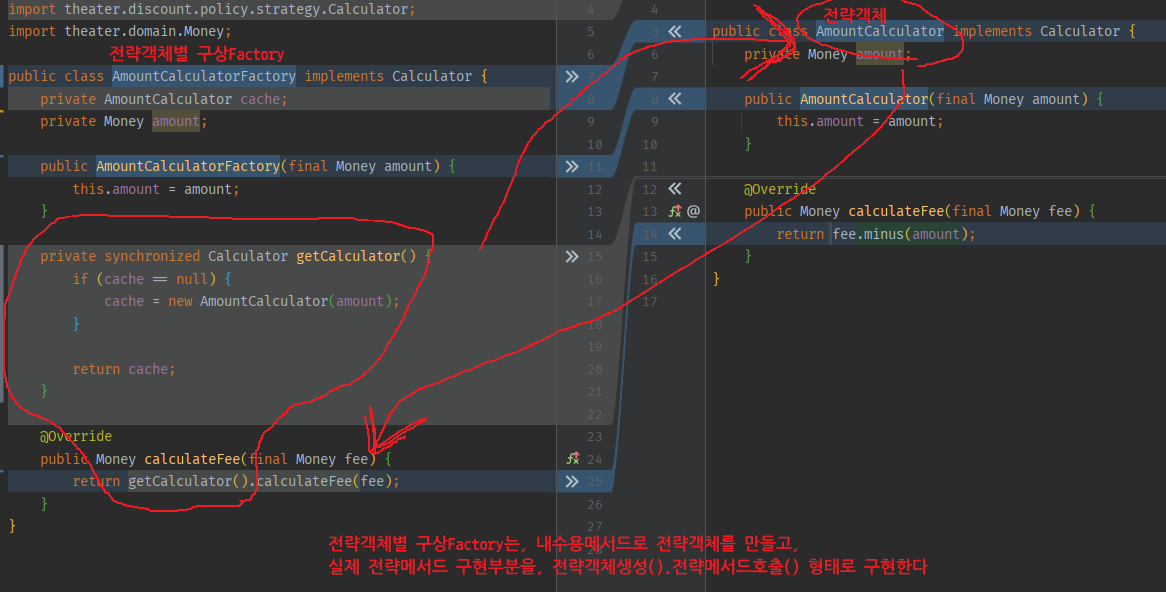 import theater.discount.policy.strategy.Calculator;
import theater.domain.Money;
전략객체별 구상Factory
public class AmountCalculatorFactory implements Calculator {
private AmountCalculator cache;
private Money amount;
public AmountCalculatorFactory(final Money amount) {
this.amount = amount;
}
private synchronized Calculator getCalculator() {
if (cache == null) {
cache = new AmountCalculator(amount);
}
return cache;
}
@Override
public Money calculateFee(final Money fee) {
return getCalculator().calculateFee(fee);
}
}
4
5
6
7
8
9
10
11
12
13
14
15
16
17
18
19
20
21
22
23
24
25
26
27
28
4
5
6
7
8
9
10
11
12
13
14
15
16
17
전략객체
public class AmountCalculator implements Calculator {
private Money amount;
public AmountCalculator(final Money amount) {
this.amount = amount;
}
@Override
public Money calculateFee(final Money fee) {
return fee.minus(amount);
}
}
전략객체별 구상Factory는, 내수용메서드로 전략객체를 만들고,
실제 전략메서드 구현부분을, 전략객체생성().전략메서드호출() 형태로 구현한다